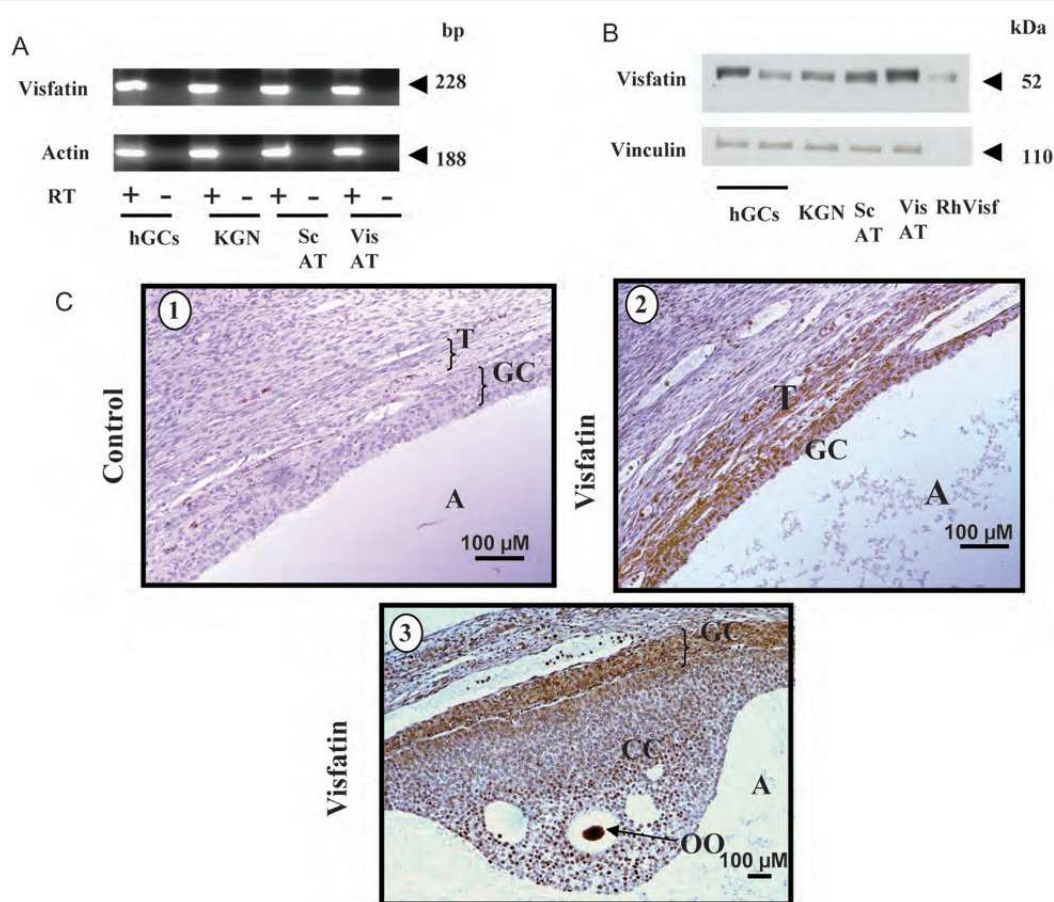 A
bp
Visfatin
228
Actin
188
RT + - + - + - + -
hGCs KGN Sc AT Vis AT
B
kDa
Visfatin
52
Vinculin
110
hGCs KGN Sc AT Vis AT RhVisf
C
Control
1
T
GC
A
100 µM
Visfatin
2
T
GC
A
100 µM
Visfatin
3
GC
CC
A
OO
100 µM